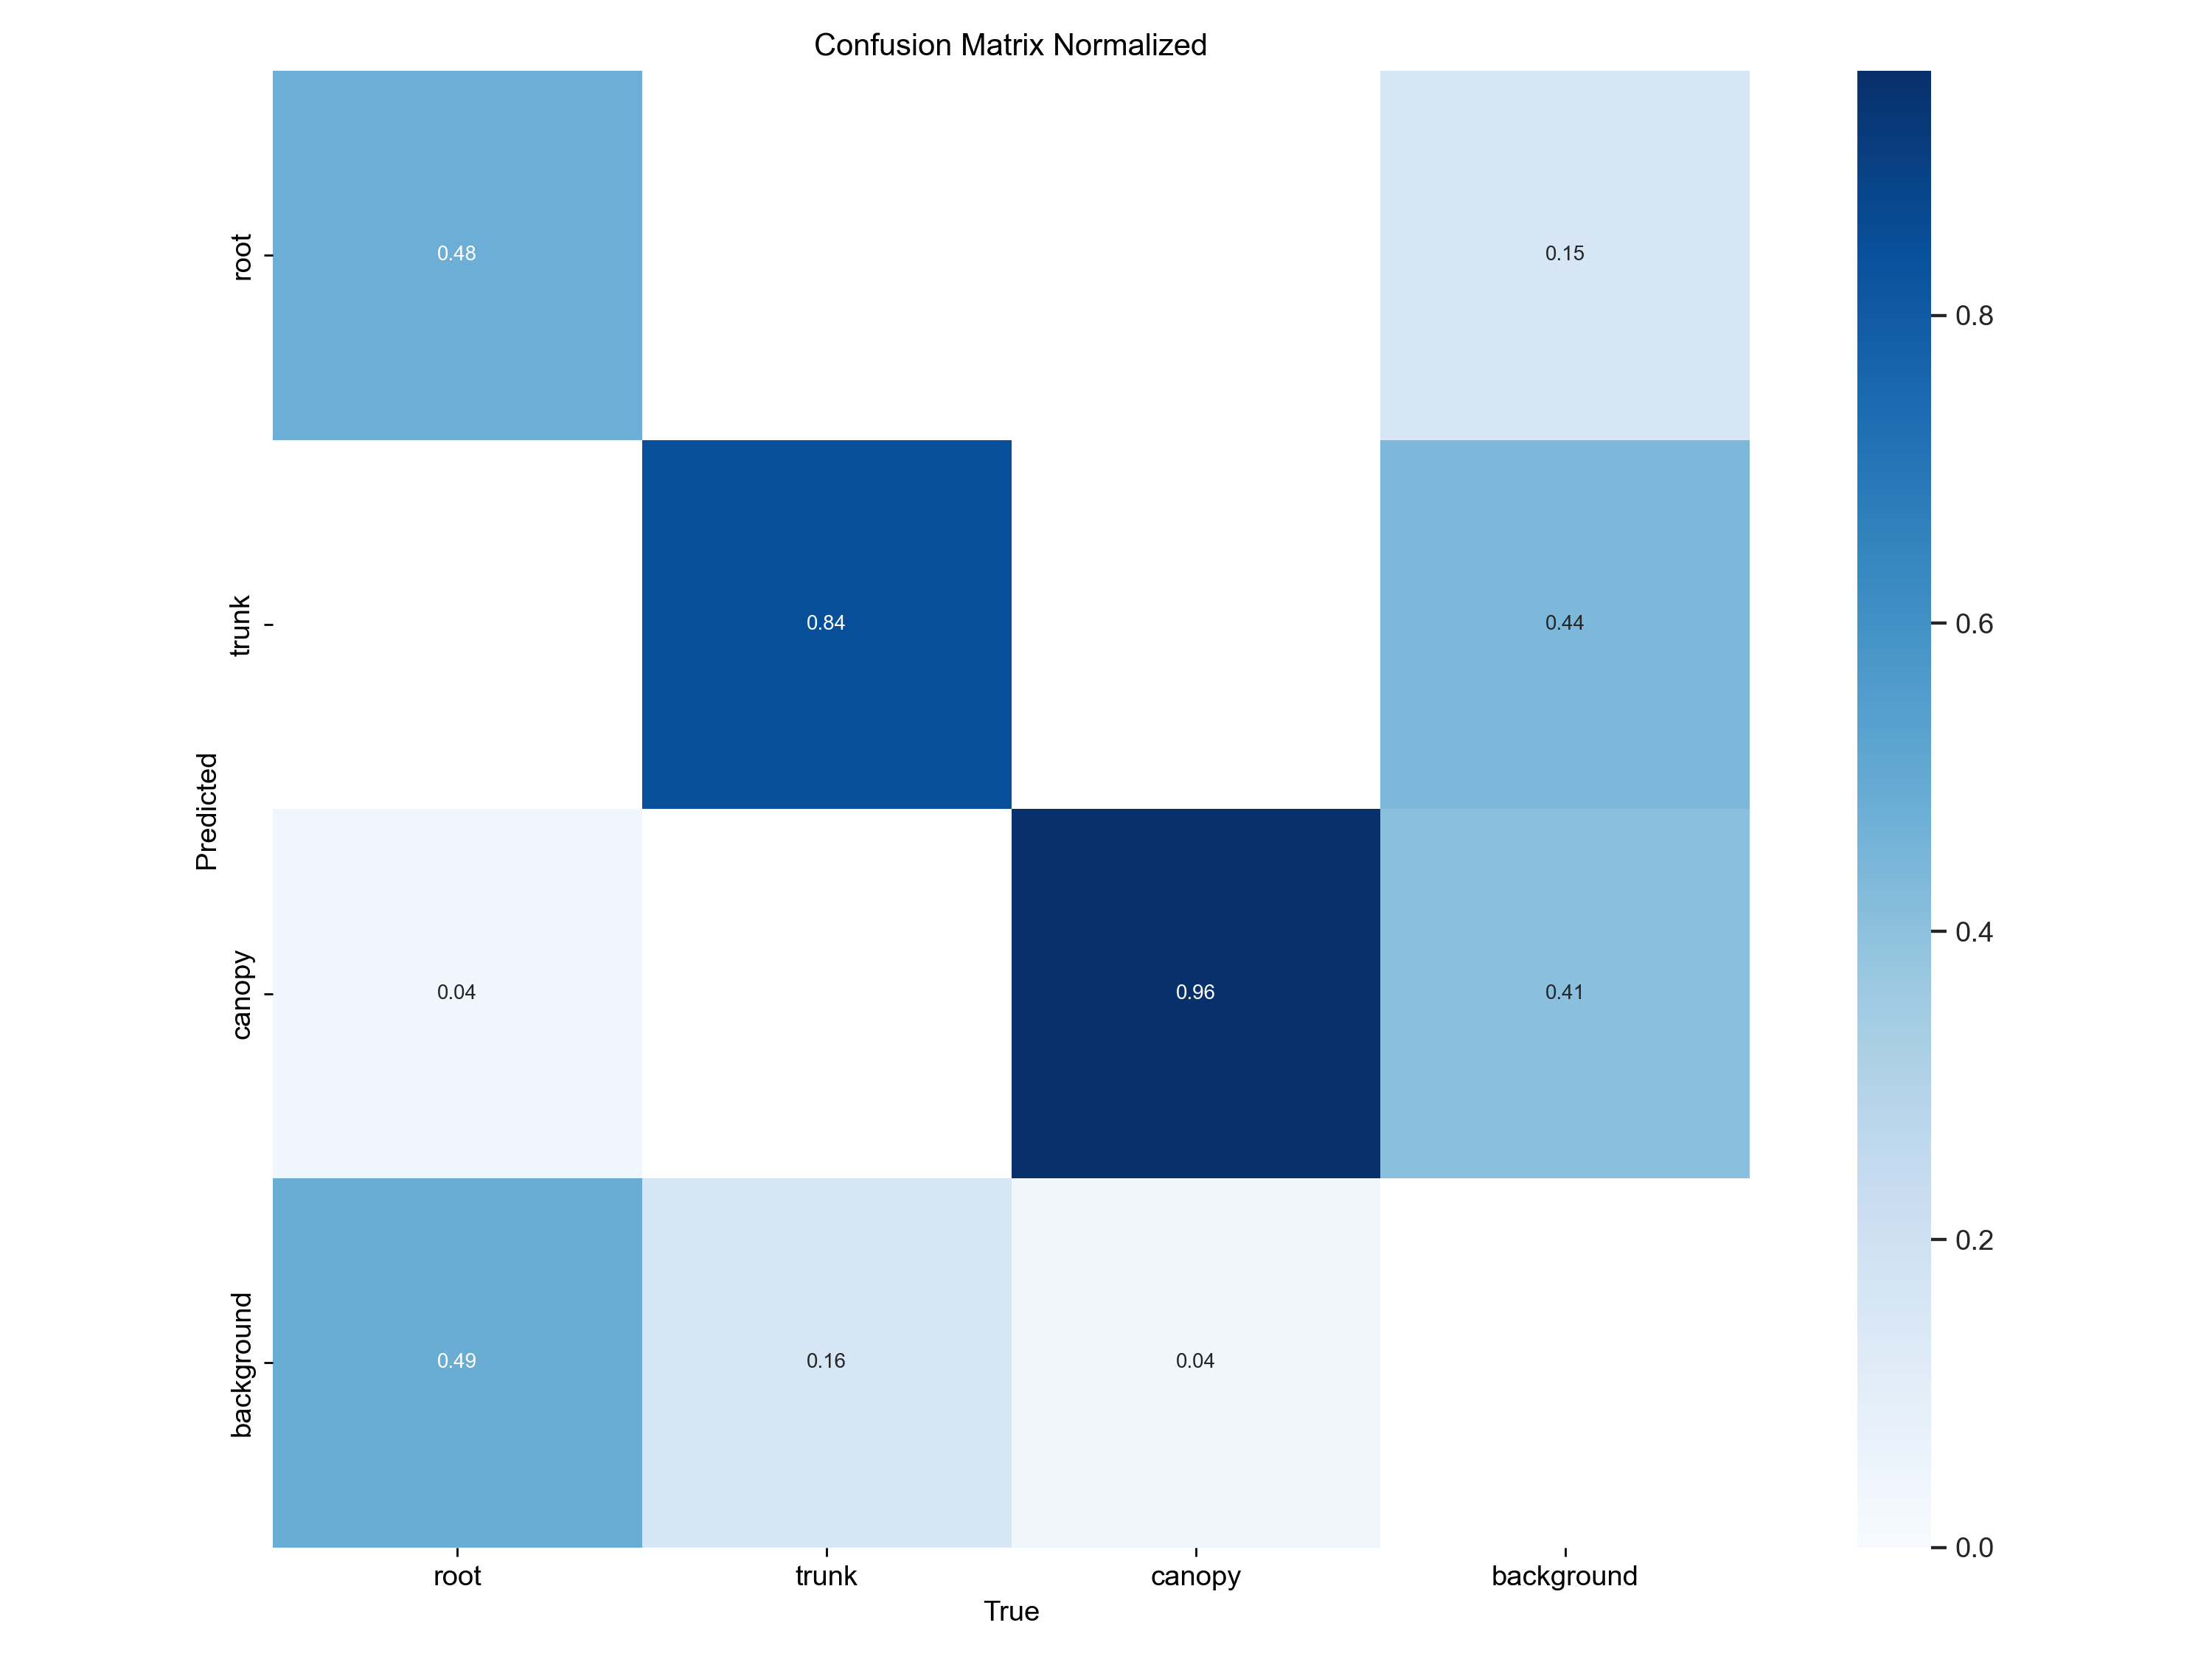 Confusion Matrix Normalized
root
0.48
0.15
0.8
trunk
0.84
0.44
0.6
Predicted
canopy
0.04
0.96
0.41
0.4
background
0.49
0.16
0.04
0.2
0.0
root
trunk
canopy
background
True